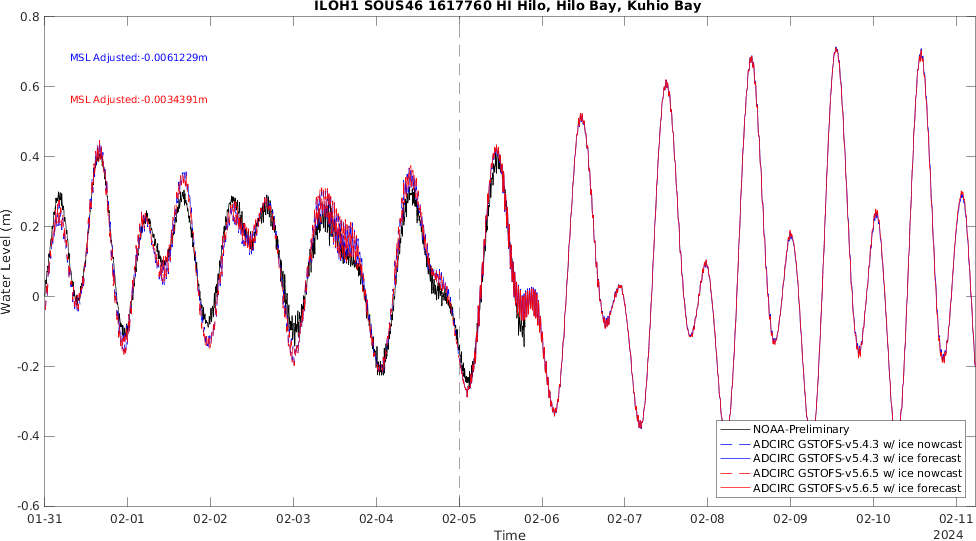 ILOH1 SOUS46 1617760 HI Hilo, Hilo Bay, Kuhio Bay
MSL Adjusted:-0.0061229m
MSL Adjusted:-0.0034391m
Water Level (m)
0.8
0.6
0.4
0.2
0
-0.2
-0.4
-0.6
NOAA-Preliminary
ADCIRC GSTOFS-v5.4.3 w/ ice nowcast
ADCIRC GSTOFS-v5.4.3 w/ ice forecast
ADCIRC GSTOFS-v5.6.5 w/ ice nowcast
ADCIRC GSTOFS-v5.6.5 w/ ice forecast
01-31 02-01 02-02 02-03 02-04 02-05 02-06 02-07 02-08 02-09 02-10 02-11
Time
2024